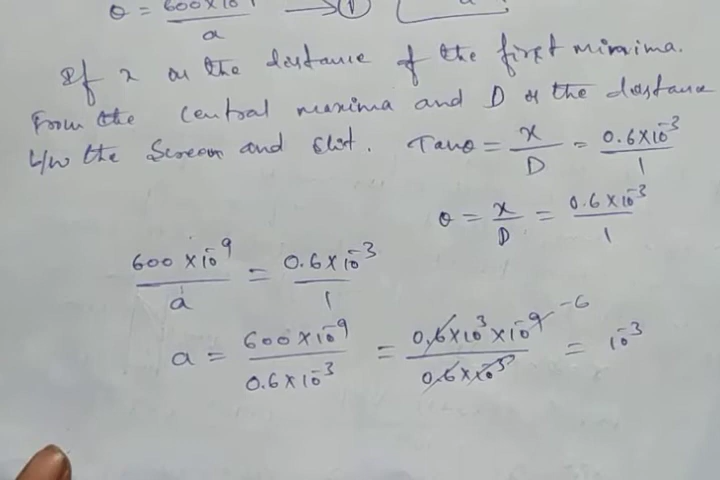 θ = 600×10 / a → ①
If x is the distance of the first minima.
From the central maxima and D is the distance
b/w the Screen and Slit. Tanθ = x/D = 0.6×10⁻³/1
θ = x/D = 0.6×10⁻³/1
600×10⁻⁹/a = 0.6×10⁻³/1
a = 600×10⁻⁹/0.6×10⁻³ = 0.6×10³×10⁻⁹/0.6×10⁻³ ⁻⁶ = 10⁻³